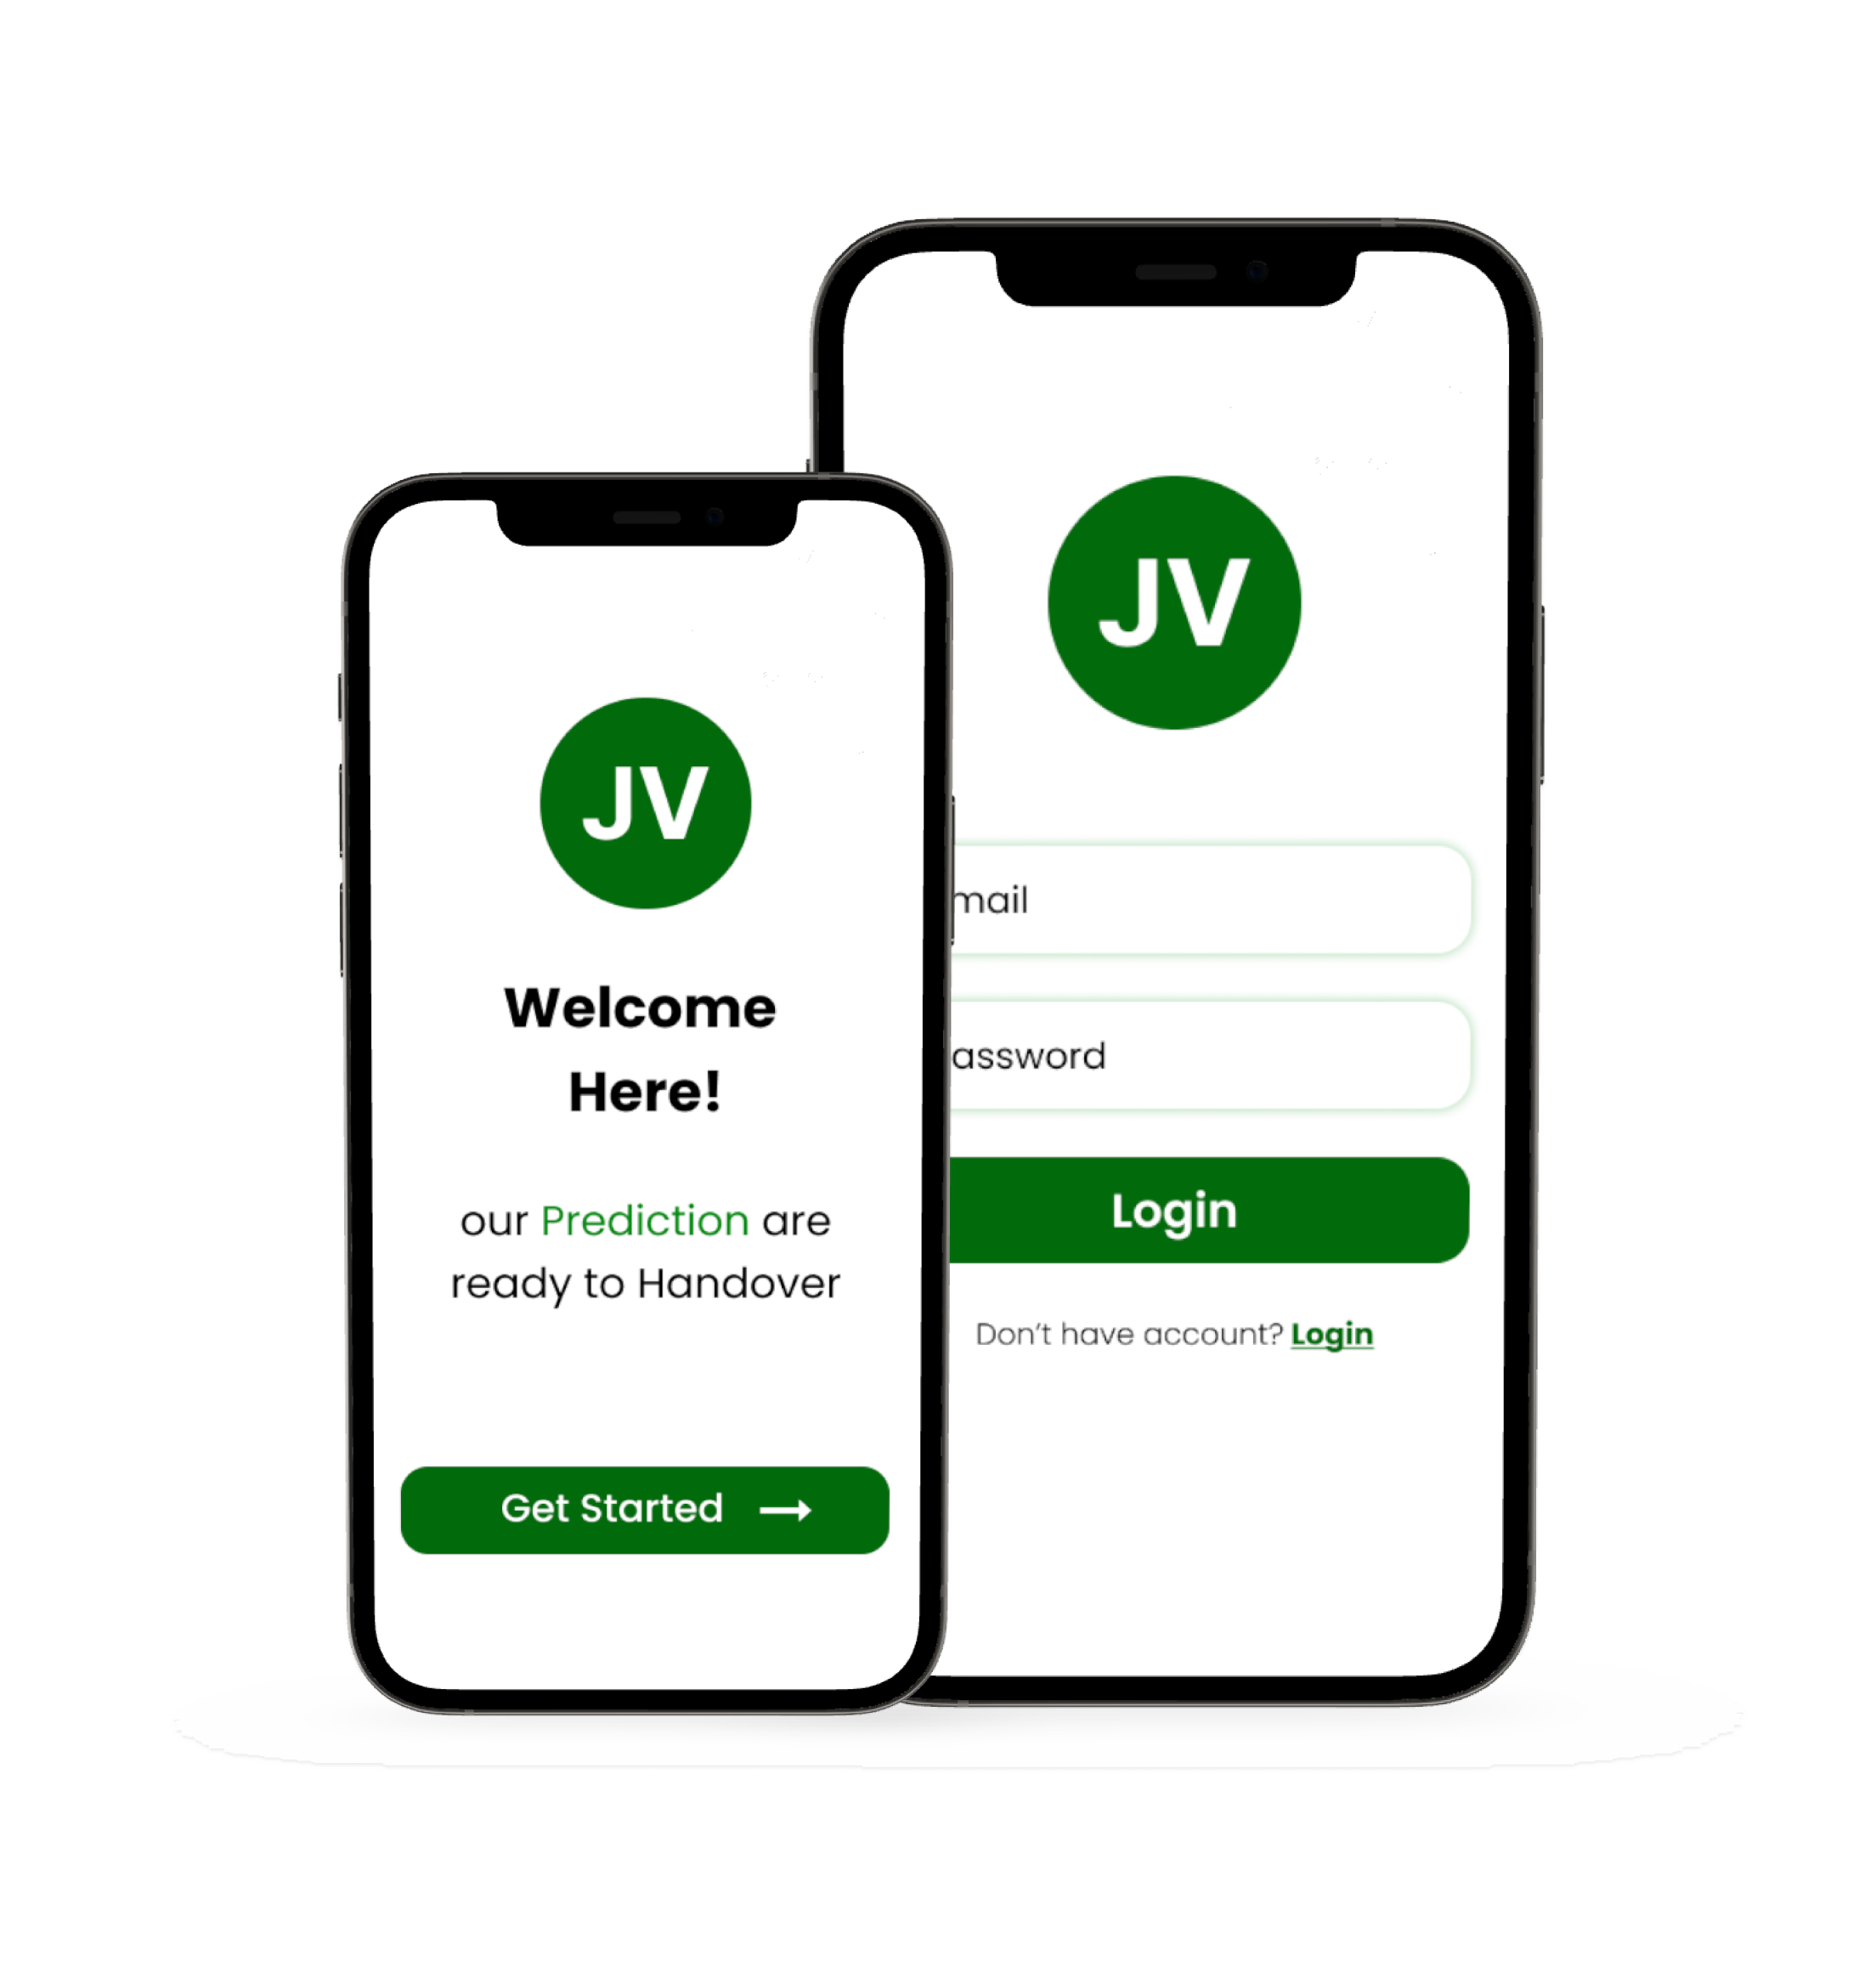 JV
Welcome
Here!
our Prediction are
ready to Handover
Get Started
JV
mail
assword
Login
Don't have account? Login